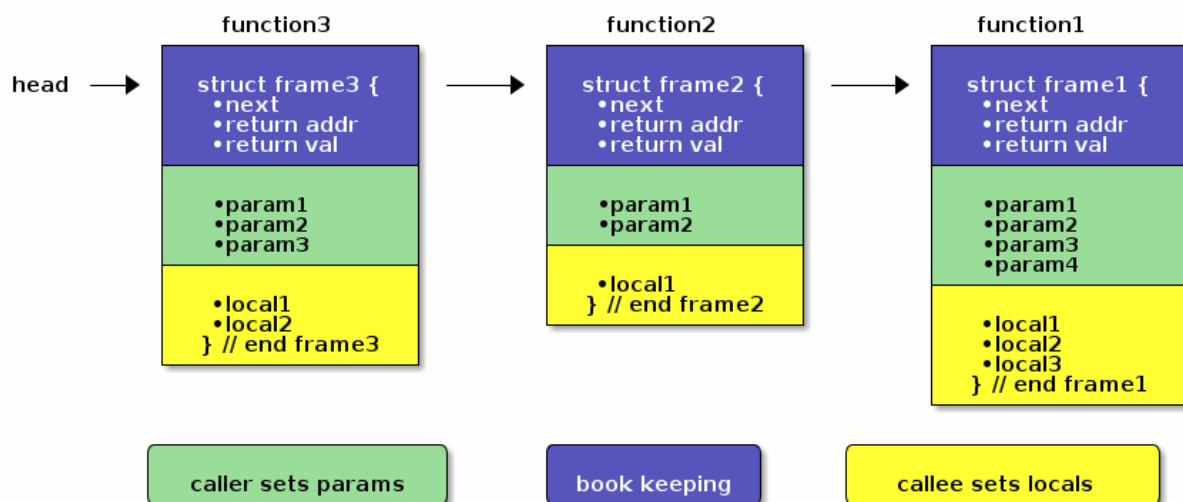 function3
head
struct frame3 {
•next
•return addr
•return val
•param1
•param2
•param3
•local1
•local2
} // end frame3
function2
struct frame2 {
•next
•return addr
•return val
•param1
•param2
•local1
} // end frame2
function1
struct frame1 {
•next
•return addr
•return val
•param1
•param2
•param3
•param4
•local1
•local2
•local3
} // end frame1
caller sets params
book keeping
callee sets locals